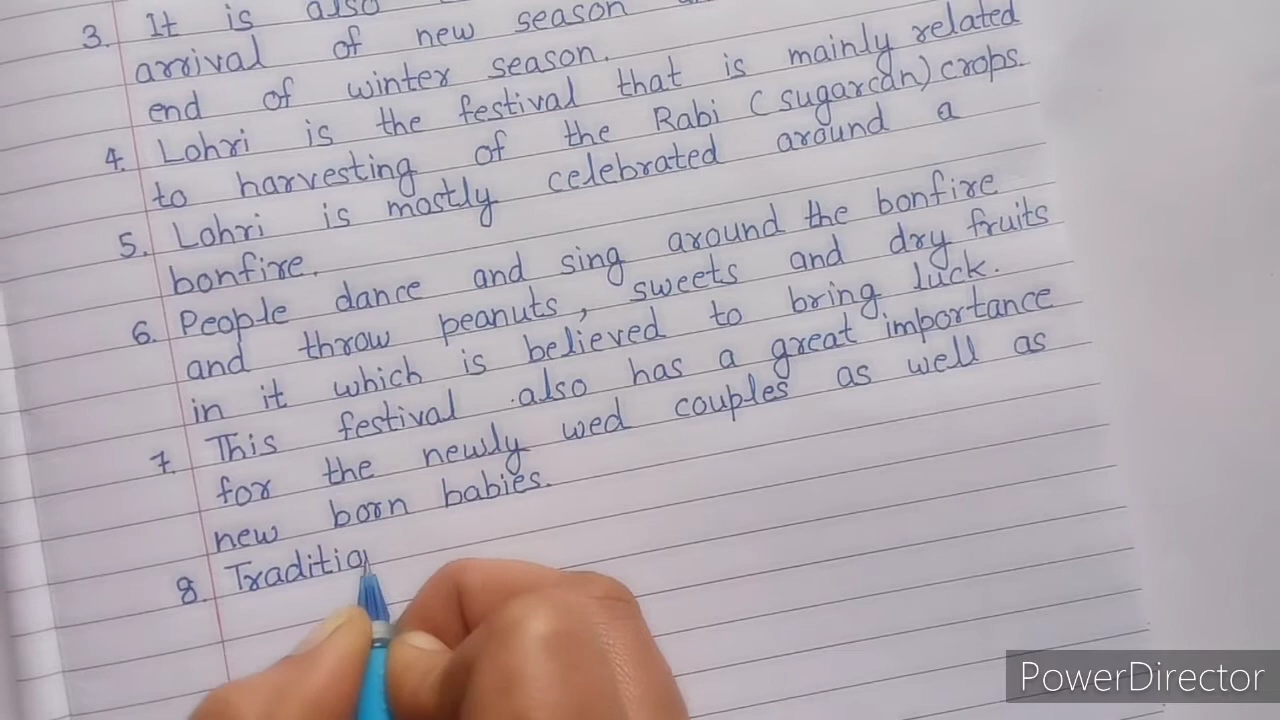 3. It is also
arrival of new season
end of winter season.
4. Lohri is the festival that is mainly related
to harvesting of the Rabi (sugarcan) crops.
5. Lohri is mostly celebrated around a
bonfire.
6. People dance and sing around the bonfire
and throw peanuts, sweets and dry fruits
in it which is believed to bring luck.
7. This festival also has a great importance
for the newly wed couples as well as
new born babies.
8. Traditio
PowerDirector